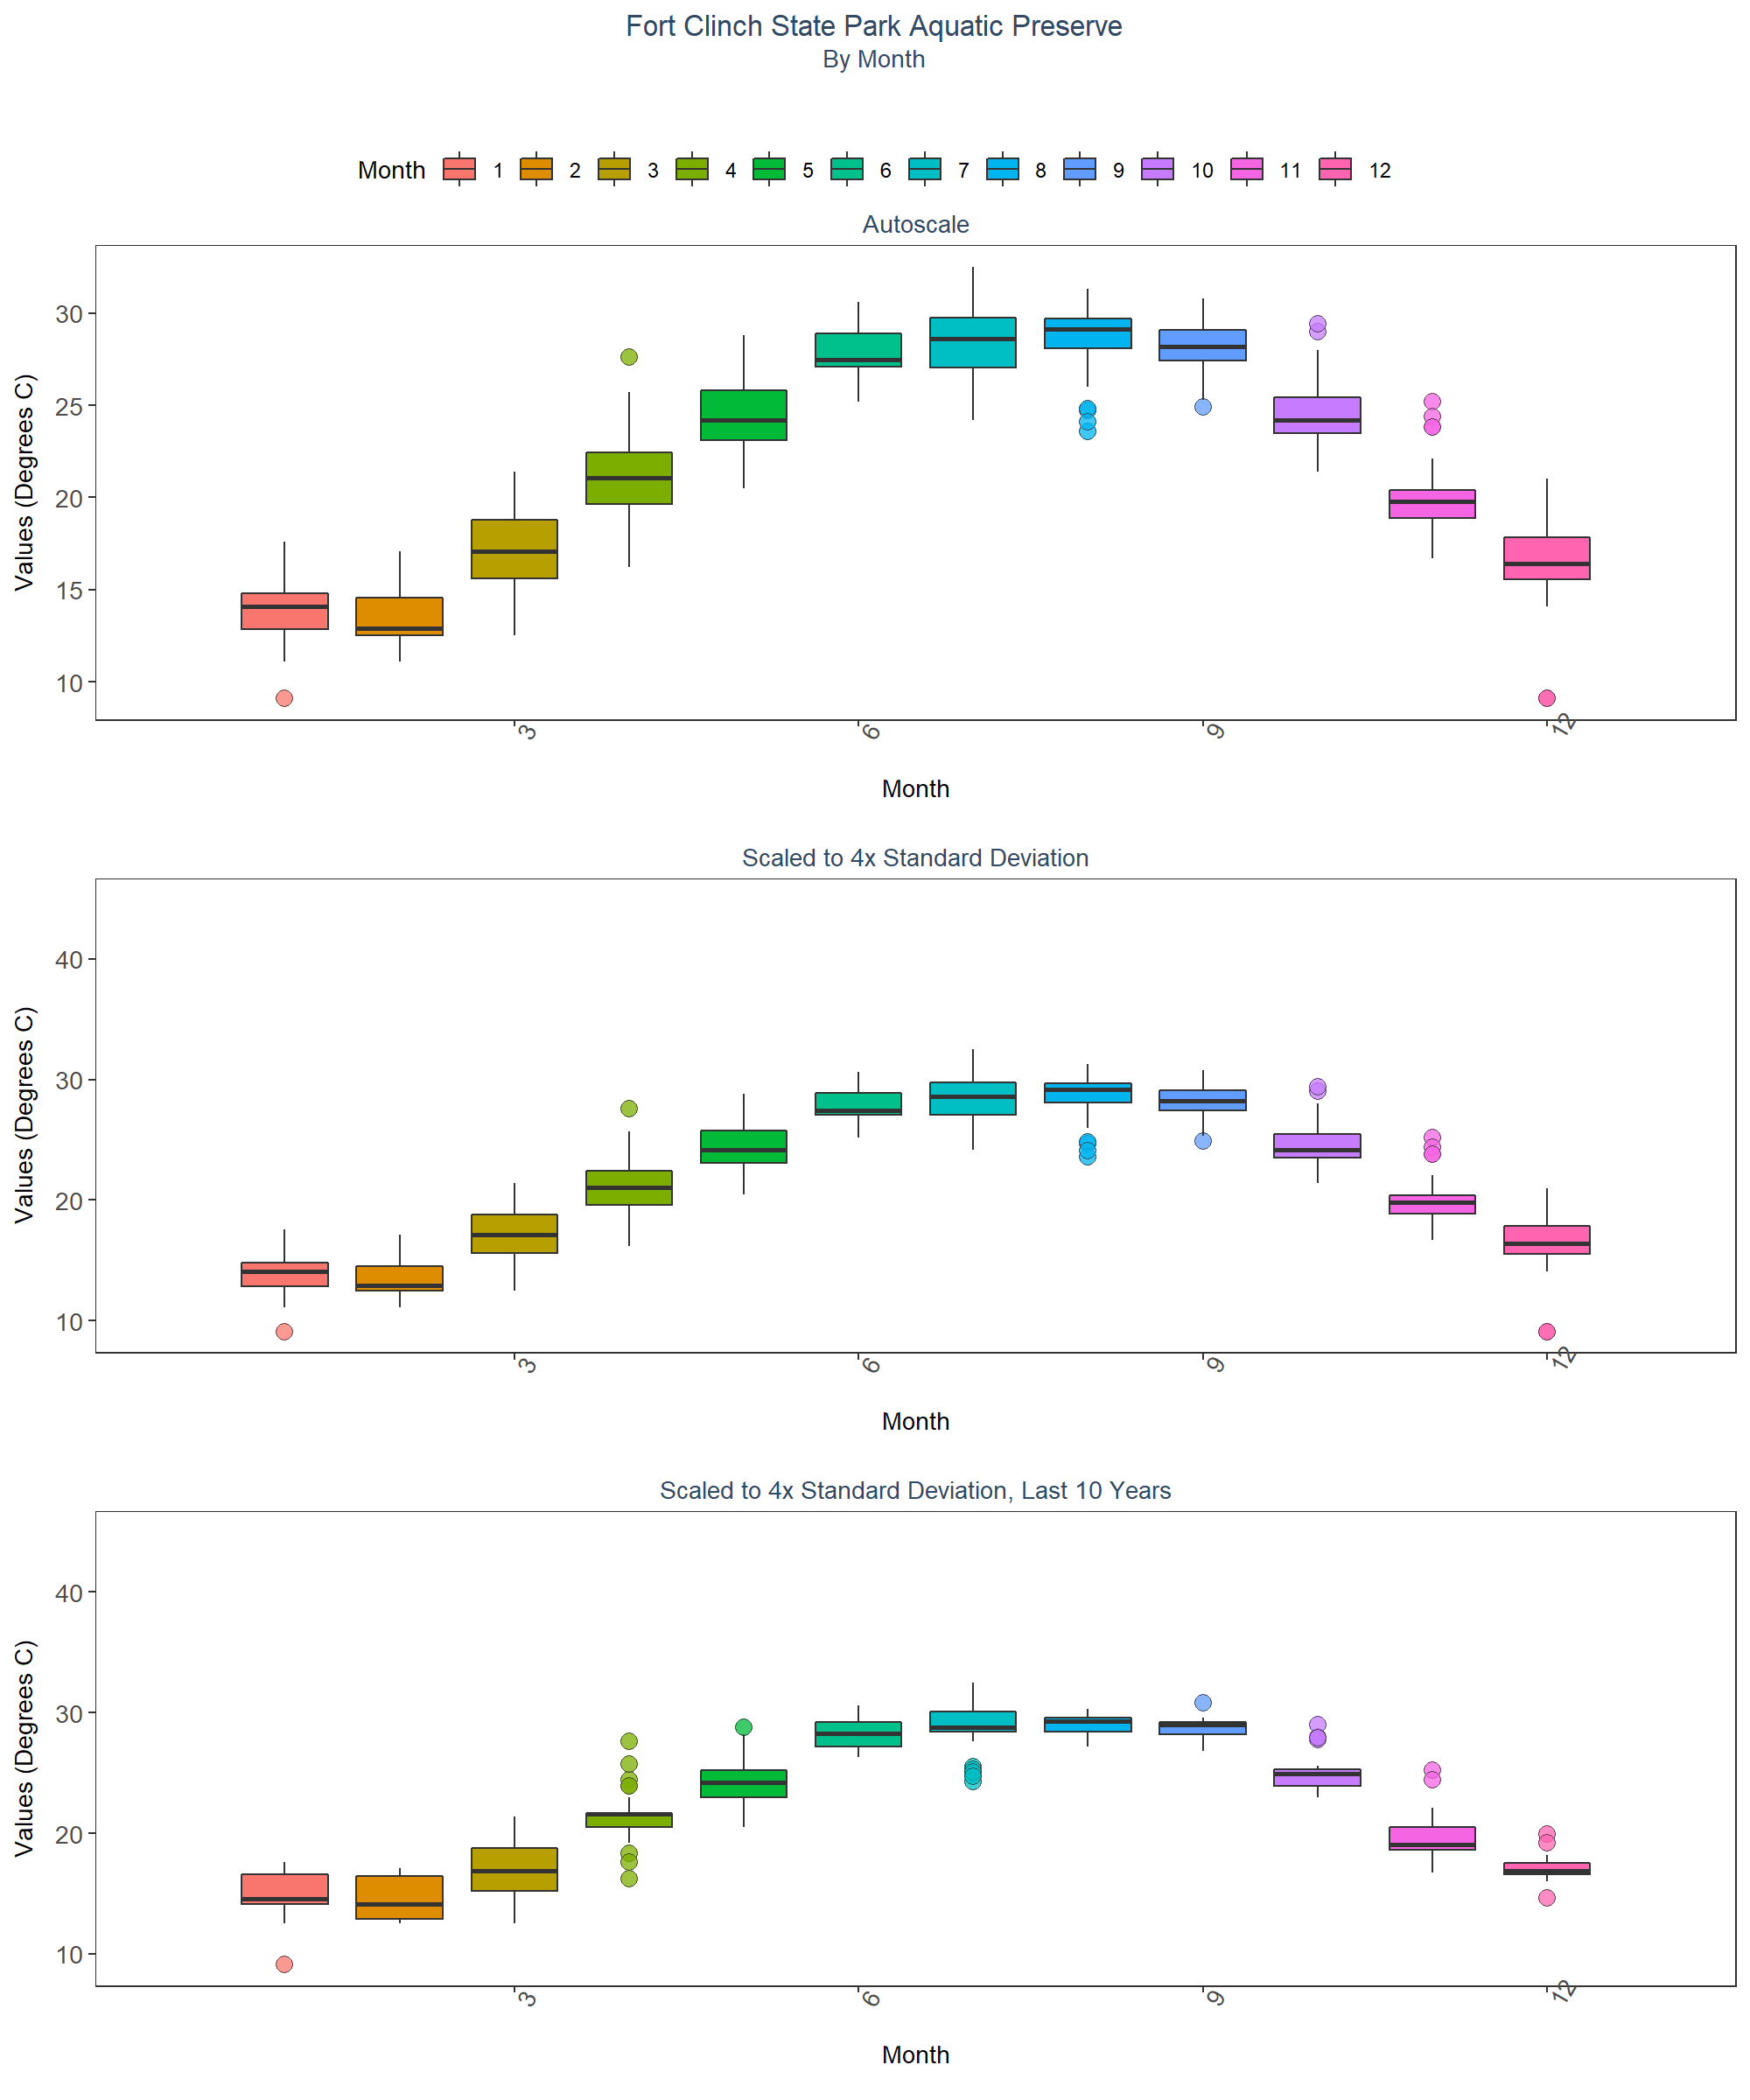 Fort Clinch State Park Aquatic Preserve
By Month
Month 1 2 3 4 5 6 7 8 9 10 11 12
Autoscale
Values (Degrees C)
30
25
20
15
10
3 6 9 12
Month
Scaled to 4x Standard Deviation
Values (Degrees C)
40
30
20
10
3 6 9 12
Month
Scaled to 4x Standard Deviation, Last 10 Years
Values (Degrees C)
40
30
20
10
3 6 9 12
Month